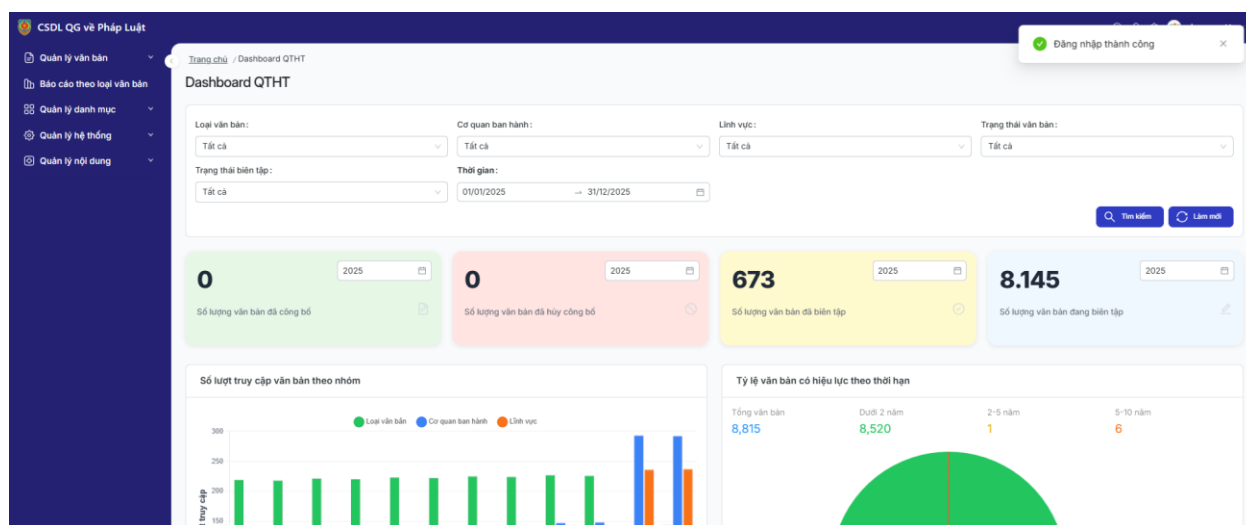 CSDL QG về Pháp Luật
Đăng nhập thành công
Quản lý văn bản
Báo cáo theo loại văn bản
Quản lý danh mục
Quản lý hệ thống
Quản lý nội dung
Trang chủ / Dashboard QTHT
Dashboard QTHT
Loại văn bản: Cơ quan ban hành: Lĩnh vực: Trạng thái văn bản:
Tất cả Tất cả Tất cả Tất cả
Trạng thái biên tập: Thời gian:
Tất cả 01/01/2025 → 31/12/2025
Tìm kiếm Làm mới
0 2025 0 2025 673 2025 8.145 2025
Số lượng văn bản đã công bố Số lượng văn bản đã hủy công bố Số lượng văn bản đã biên tập Số lượng văn bản đang biên tập
Số lượt truy cập văn bản theo nhóm Tỷ lệ văn bản có hiệu lực theo thời hạn
Loại văn bản Cơ quan ban hành Lĩnh vực
Tổng văn bản Dưới 2 năm 2-5 năm 5-10 năm
8,815 8,520 1 6
300
250
200
150
truy cập